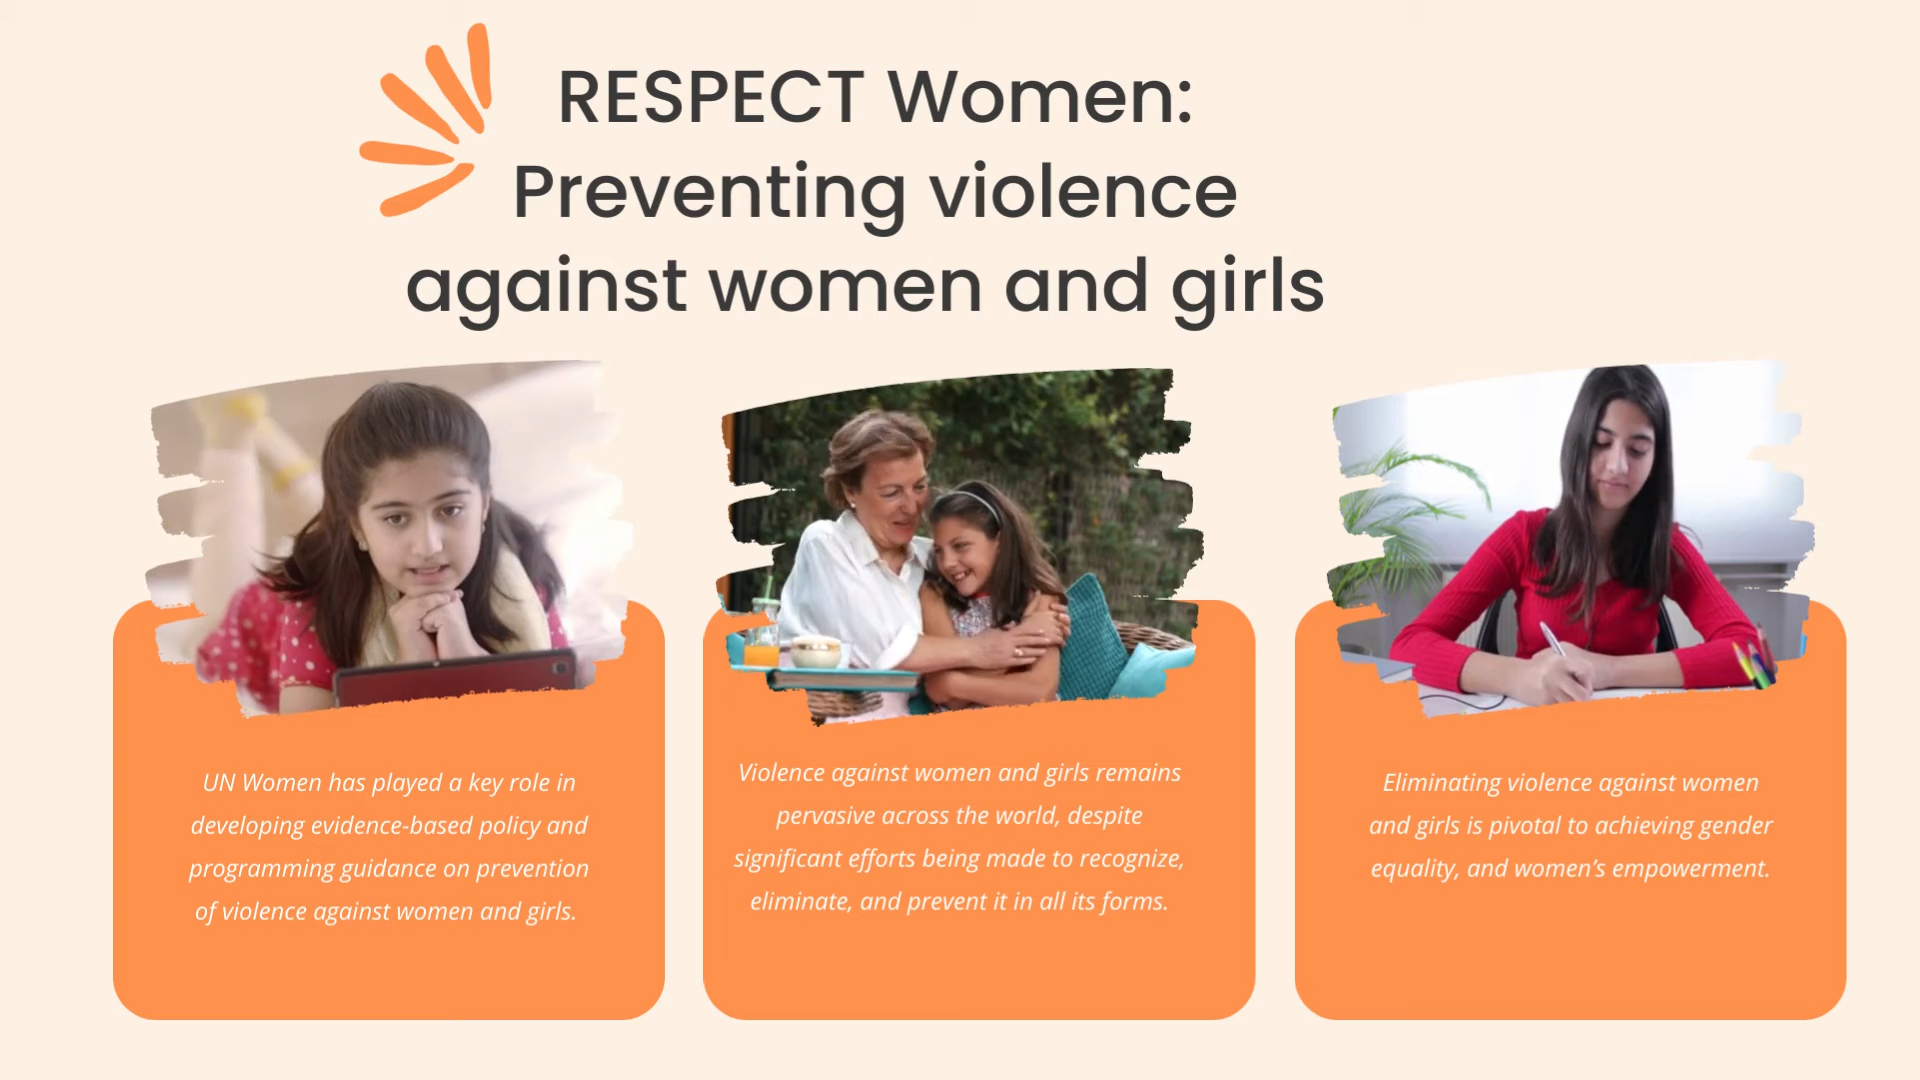 RESPECT Women:
Preventing violence
against women and girls
UN Women has played a key role in
developing evidence-based policy and
programming guidance on prevention
of violence against women and girls.
Violence against women and girls remains
pervasive across the world, despite
significant efforts being made to recognize,
eliminate, and prevent it in all its forms.
Eliminating violence against women
and girls is pivotal to achieving gender
equality, and women’s empowerment.